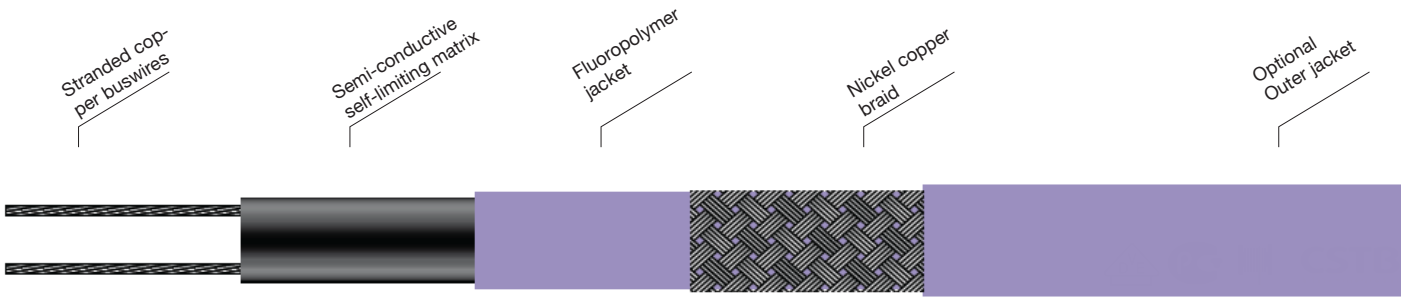 Stranded cop-
per buswires
Semi-conductive
self-limiting matrix
Fluoropolymer
jacket
Nickel copper
braid
Optional
Outer jacket